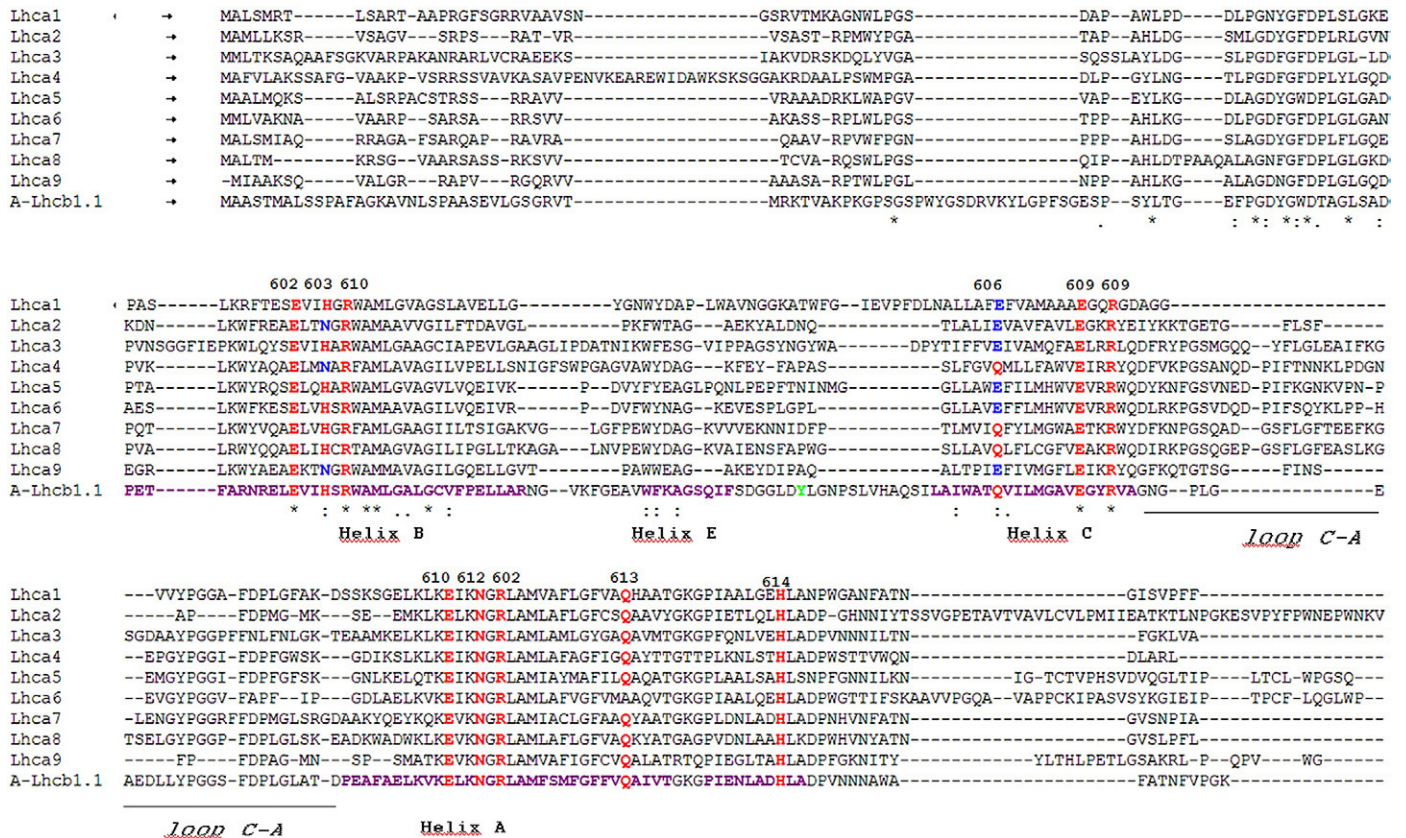 Lhca1 → MALSMRT------LSART-AAPRGFSGRRVAAVSN----------------GSRVTMKAGNWLPGS---------------DAP--AWLPD---DLPGNYGFDPLSLGKE
Lhca2 → MAMLLKSR-----VSAGV---SRPS---RAT-VR----------------VSAST-RPMWYPGA---------------TAP--AHLDG----SMLGDYGFDPLRLGVN
Lhca3 → MMLTKSAQAAFSGKVARPAKANRARLVCRAEEKS----------------IAKVDRSKDQLYVGA---------------SQSSLAYLDG---SLPGDFGFDPLGL-LD
Lhca4 → MAFVLAKSSAFG-VAAKP-VSRRSSVAVKASAVPENVKEAREWIDAWKSKSGGAKRDAALPSWMPGA---------------DLP--GYLNG----TLPGDFGFDPLYLGQD
Lhca5 → MAALMQKS-----ALSRPACSTRSS---RRAVV-----------------VRAAADRKLWAPGV---------------VAP--EYLKG----DLAGDYGWDPLGLGAD
Lhca6 → MMLVAKNA-----VAARP--SARSA---RRSVV-----------------AKASS-RPLWLPGS---------------TPP--AHLKG----DLPGDFGFDPLGLGAN
Lhca7 → MALSMIAQ-----RRAGA-FSARQAP--RAVRA-----------------QAAV-RPVWFPGN---------------PPP--AHLDG----SLAGDYGFDPLFLGQE
Lhca8 → MALTM--------KRSG-VAARSASS--RKSVV-----------------TCVA-RQSWLPGS---------------QIP--AHLDTPAAQALAGNFGFDPLGLGKD
Lhca9 → -MIAAKSQ-----VALGR--RAPV---RGQRVV-----------------AAASA-RPTWLPGL---------------NPP--AHLKG----ALAGDNGFDPLGLGQD
A-Lhcb1.1 → MAASTMALSSPAFAGKAVNLSPAASEVLGSGRVT----------------MRKTVAKPKGPSGSPWYGSDRVKYLGPFSGESP--SYLTG----EFPGDYGWDTAGLSAD
* . * : *: *:*. * :
602 603 610 606 609 609
Lhca1 PAS------LKRFTESEVIHGRWAMLGVAGSLAVELLG---------YGNWYDAP-LWAVNGGKATWFG--IEVPFDLNALLAFEFVAMAAAEGQRGDAGG----------------
Lhca2 KDN------LKWFREAELTNGRWAMAAVVGILFTDAVGL--------PKFWTAG--AEKYALDNQ-----------TLALIEVAVFAVLEGKRYEIYKKTGETG----FLSF------
Lhca3 PVNSGGFIEPKWLQYSEVIHARWAMLGAAGCIAPEVLGAAGLIPDATNIKWFESG-VIPPAGSYNGYWA----DPYTIFFVEIVAMQFAELRRLQDFRYPGSMGQQ--YFLGLEAIFKG
Lhca4 PVK------LKWYAQAELMNARFAMLAVAGILVPELLSNIGFSWPGAGVAWYDAG----KFEY-FAPAS--------SLFGVQMLLFAWVEIRRYQDFVKPGSANQD-PIFTNNKLPDGN
Lhca5 PTA------LKWYRQSELQHARWAMLGVAGVLVQEIVK-----P---DVYFYEAGLPQNLPEPFTNINMG-------GLLAWEFILMHWVEVRRWQDYKNFGSVNED-PIFKGNKVPNP
Lhca6 AES------LKWFKESELVHSRWAMAAVAGILVQEIVR-----P--DVFWYNAG--KEVESPLGPL-----------GLLAVEFFLMHWVEVRRWQDLRKPGSVDQD-PIFSQYKLPP-H
Lhca7 PQT------LKWYVQAELVHGRFAMLGAAGIILTSIGAKVG---LGFPEWYDAG-KVVVEKNNIDFP---------TLMVIQFYLMGWAETKRWYDFKNPGSQAD---GSFLGFTEEFKG
Lhca8 PVA------LRWYQQAELIHCRTAMAGVAGILIPGLLTKAGA---LNVPEWYDAG-KVAIENSFAPWG---------SLLAVQLFLCGFVEAKRWQDIRKPGSQGEP-GSFLGFEASLKG
Lhca9 EGR------LKWYAEAEKTNGRWAMMAVAGILGQELLGVT--------PAWWEAG----AKEYDIPAQ---------ALTPIEFIVMGFLEIKRYQGFKQTGTSG----FINS------
A-Lhcb1.1 PET------FARNRELEVIHSRWAMLGALGCVFPELLARNG---VKFGEAVWFKAGSQIFSDGGLDYLGNPSLVHAQSILAIWATQVILMGAVEGYRVAGNG--PLG-----------E
* : * ** .. * : :: : : :. * *
Helix B Helix E Helix C loop C-A
610 612 602 613 614
Lhca1 ---VVYPGGA-FDPLGFAK-DSSKSGELKLKEIKNGRLAMVAFLGFVAQHAATGKGPIAALGEHLANPWGANFATN--------------GISVPFF--------------
Lhca2 -----AP----FDPMG-MK---SE--EMKLKELKNGRLAMLAFLGFCSQAAVYGKGPIETLQLHLADP-GHNNIYTSSVGPETAVTVAVLCVLPMIIEATKTLNPGKESVPYFPWNEPWNKV
Lhca3 SGDAAYPGGPFFNLFNLGK-TEAAMKELKLKEIKNGRLAMLAMLGYGAQAVMTGKGPFQNLVEHLADPVNNNILTN--------------FGKLVA---------------
Lhca4 --EPGYPGGI-FDPFGWSK---GDIKSLKLKEIKNGRLAMLAFAGFIGQAYTTGTTPLKNLSTHLADPWSTTVWQN--------------DLARL----------------
Lhca5 --EMGYPGGI-FDPFGFSK---GNLKELQTKEIKNGRLAMIAYMAFILQAQATGKGPLAALSAHLSNPFGNNILKN-----------IG-TCTVPHSVDVQGLTIP---LTCL-WPGSQ--
Lhca6 --EVGYPGGV-FAPF--IP---GDLAELKVKEIKNGRLAMLAFVGFVMAAQVTGKGPIAALQEHLADPWGTTIFSKAAVVPGQA--VAPPCKIPASVSYKGIEIP---TPCF-LQGLWP--
Lhca7 -LENGYPGGRFFDPMGLSRGDAAKYQEYKQKEVKNGRLAMIACLGFAAQYAATGKGPLDNLADHLADPNHVNFATN--------------GVSNPIA--------------
Lhca8 TSELGYPGGP-FDPLGLSK-EADKWADWKLKEVKNGRLAMLAFLGFVAQKYATGAGPVDNLAAHLKDPWHVNYATN--------------GVSLPFL--------------
Lhca9 -----FP----FDPAG-MN---SP--SMATKEVKNGRLAMVAFIGFCVQALATRTQPIEGLTAHLADPFGKNITY-------------YLTHLPETLGSAKRLP--QPV---WG----
A-Lhcb1.1 AEDLLYPGGS-FDPLGLATD-PEAFAELKVKELKNGRLAMFSMFGFFVQAIVTGKGPIENLADHLADPVNNNAWA---------------FATNFVPGK------------
loop C-A Helix A